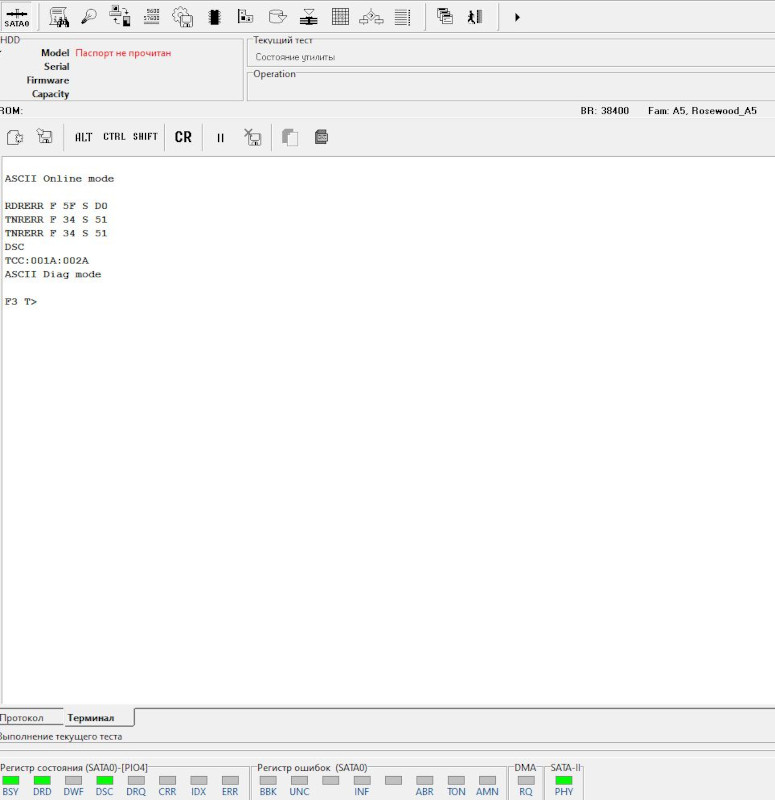 SATA0
5600
57600
HDD
Model Паспорт не прочитан
Serial
Firmware
Capacity
Текущий тест
Состояние утилиты
Operation
ROM:
BR: 38400 Fam: A5, Rosewood_A5
ALT CTRL SHIFT CR
ASCII Online mode
RDRERR F 5F S D0
TNRERR F 34 S 51
TNRERR F 34 S 51
DSC
TCC:001A:002A
ASCII Diag mode
F3 T>
Протокол Терминал
Выполнение текущего теста
Регистр состояния (SATA0)-[PIO4] Регистр ошибок (SATA0) DMA SATA-II
BSY DRD DWF DSC DRQ CRR IDX ERR BBK UNC INF ABR TON AMN RQ PHY